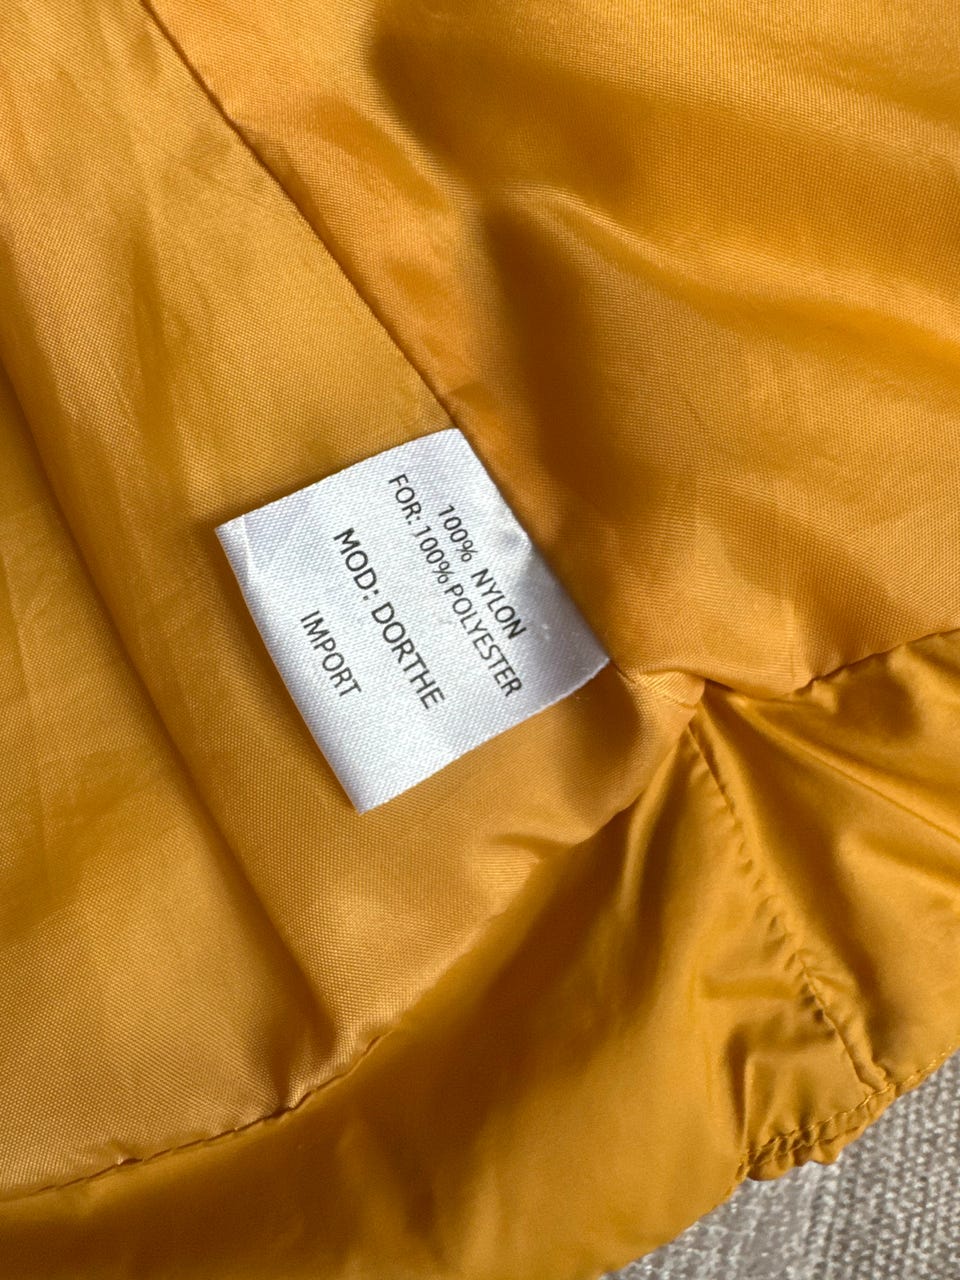 100% NYLON
FOR: 100% POLYESTER
MOD: DORTHE
IMPORT